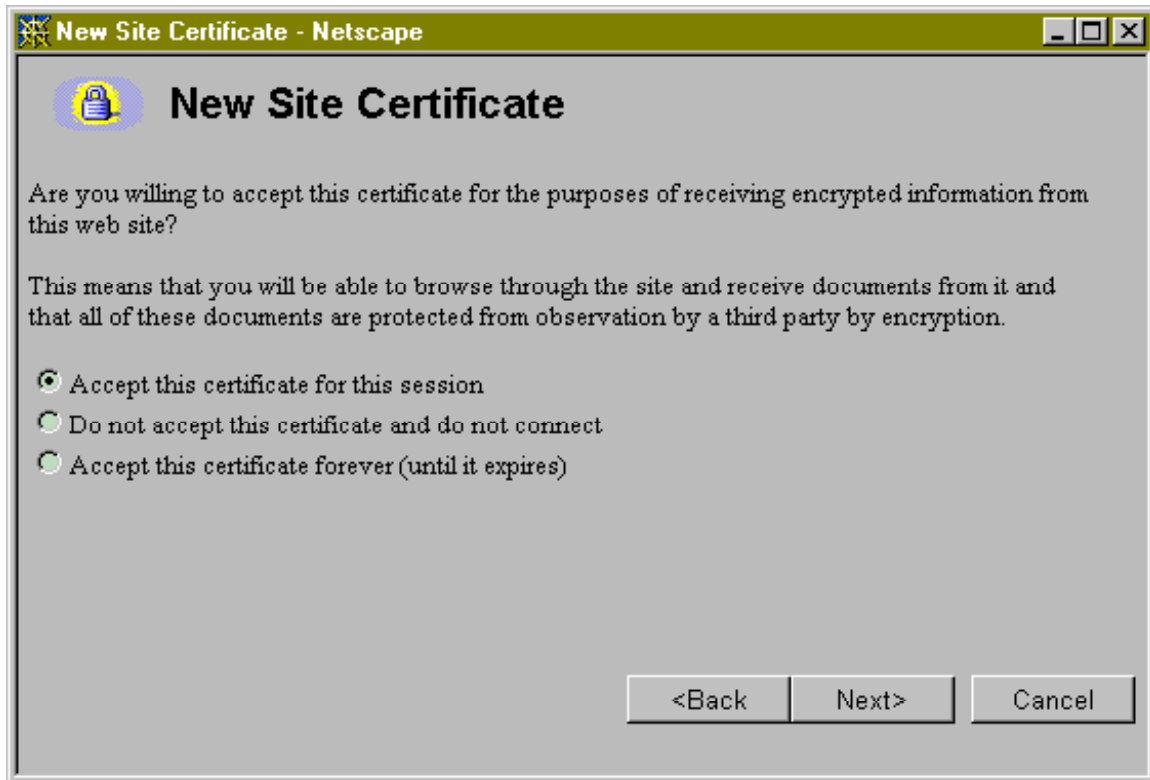 New Site Certificate - Netscape
New Site Certificate
Are you willing to accept this certificate for the purposes of receiving encrypted information from
this web site?
This means that you will be able to browse through the site and receive documents from it and
that all of these documents are protected from observation by a third party by encryption.
Accept this certificate for this session
Do not accept this certificate and do not connect
Accept this certificate forever (until it expires)
<Back Next> Cancel